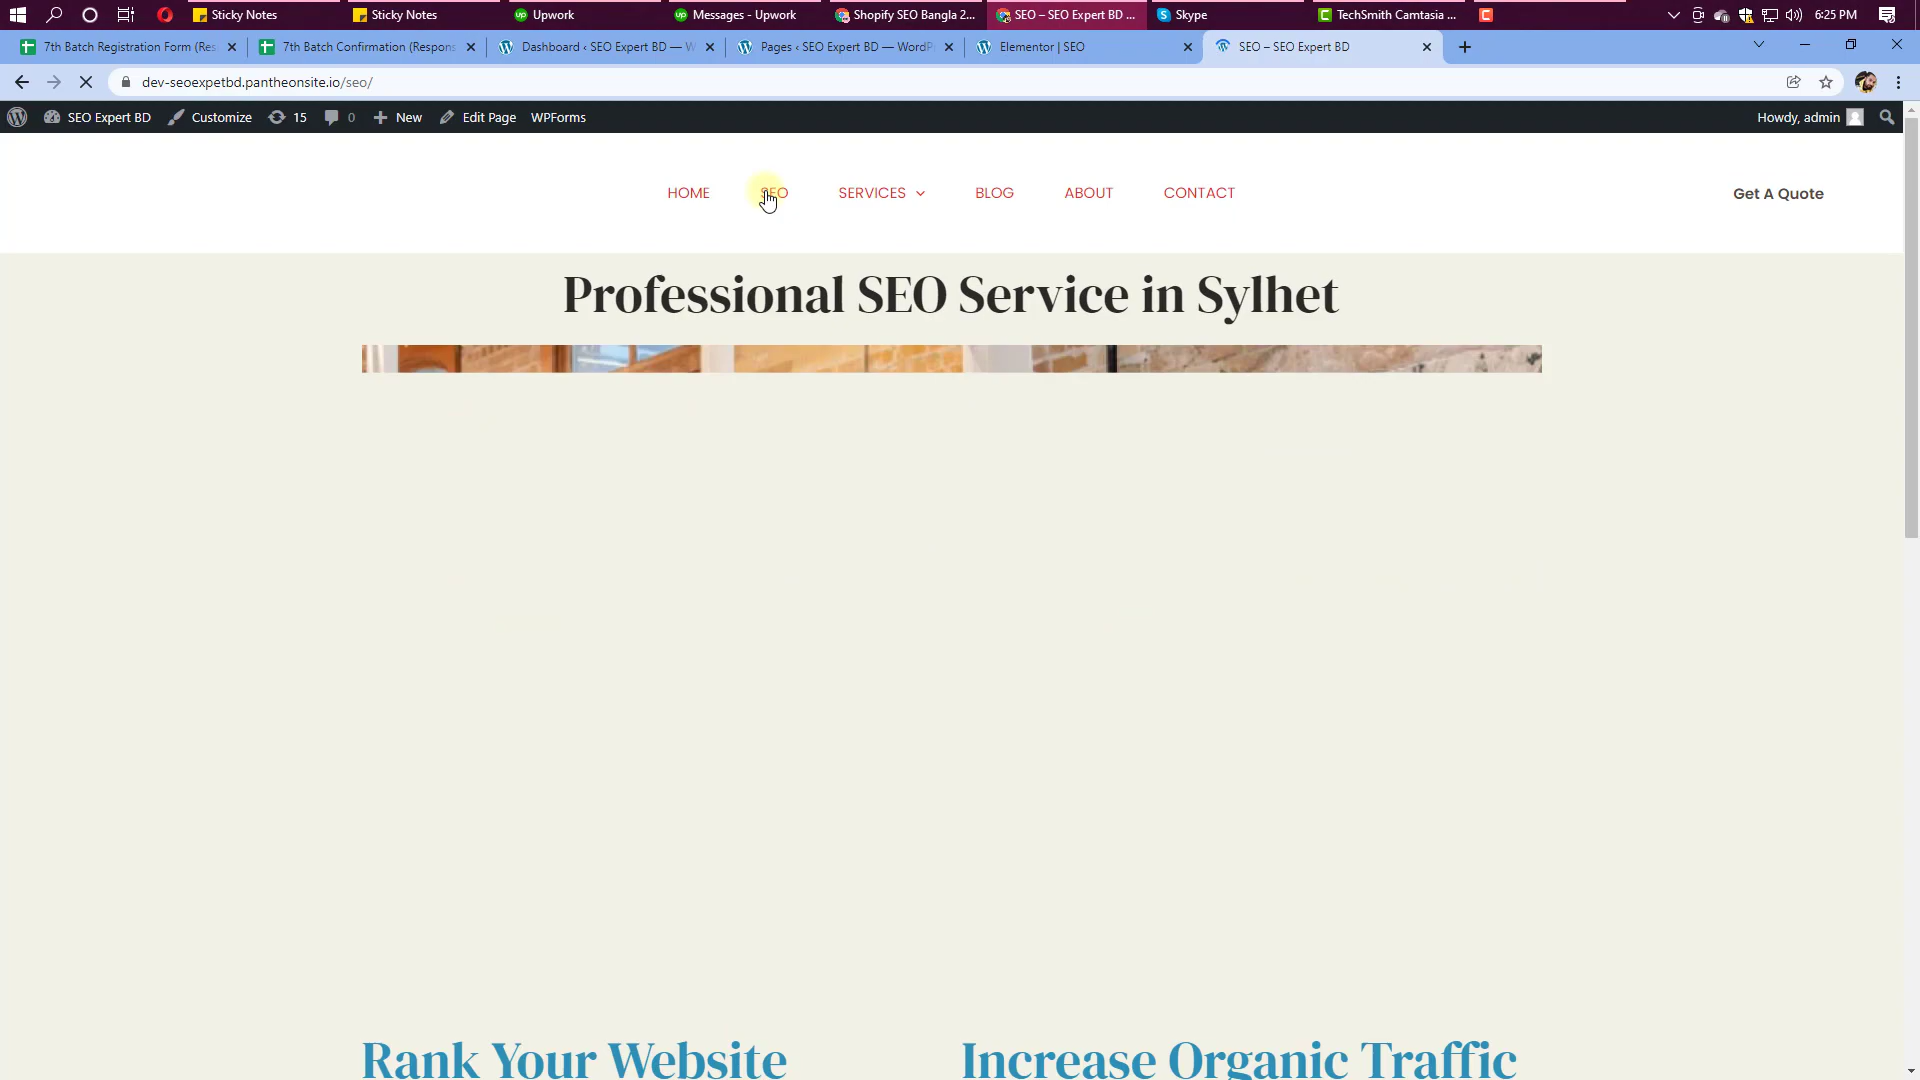 Sticky Notes
Sticky Notes
Upwork
Messages - Upwork
Shopify SEO Bangla 2...
SEO – SEO Expert BD ...
Skype
TechSmith Camtasia ...
6:25 PM
7th Batch Registration Form (Res
7th Batch Confirmation (Respons
Dashboard ‹ SEO Expert BD — W
Pages ‹ SEO Expert BD — WordP
Elementor | SEO
SEO – SEO Expert BD
dev-seoexpetbd.pantheonsite.io/seo/
SEO Expert BD
Customize
15
0
New
Edit Page
WPForms
Howdy, admin
HOME
SEO
SERVICES
BLOG
ABOUT
CONTACT
Get A Quote
Professional SEO Service in Sylhet
Rank Your Website
Increase Organic Traffic